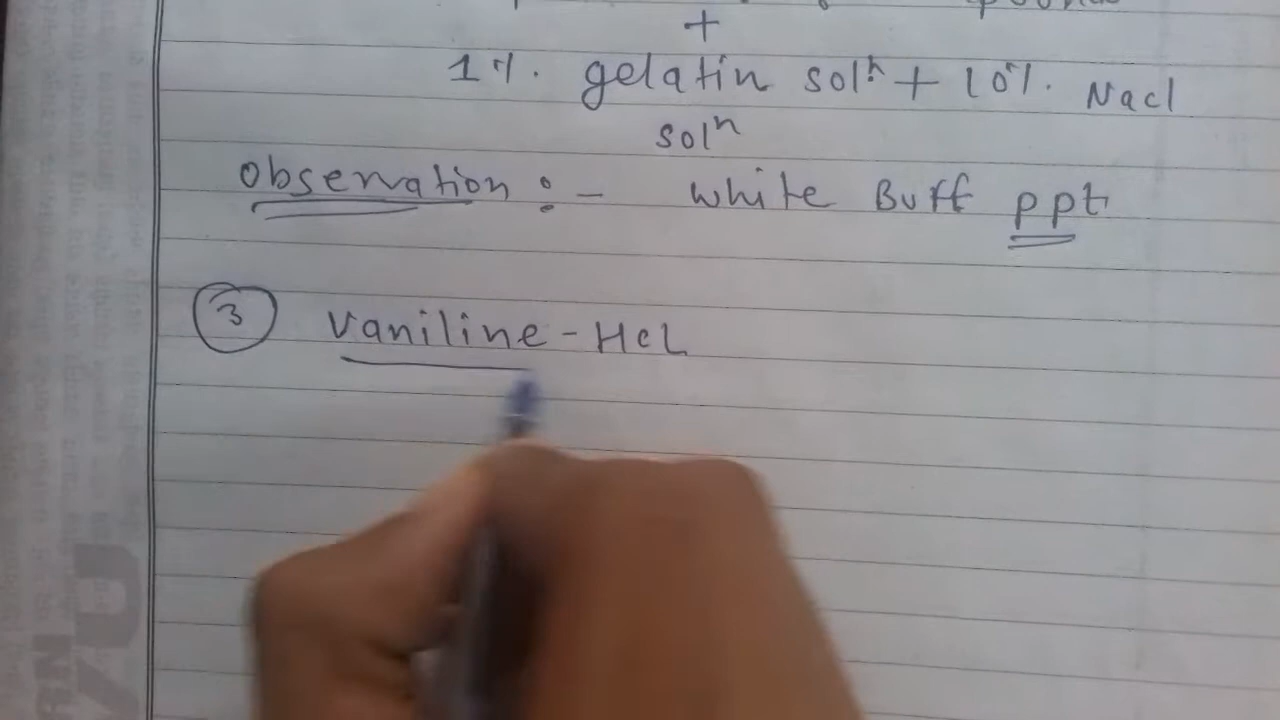 +
1%. gelatin solⁿ + 10%. Nacl
solⁿ
Observation :- White Buff ppt
3 Vaniline - HCL